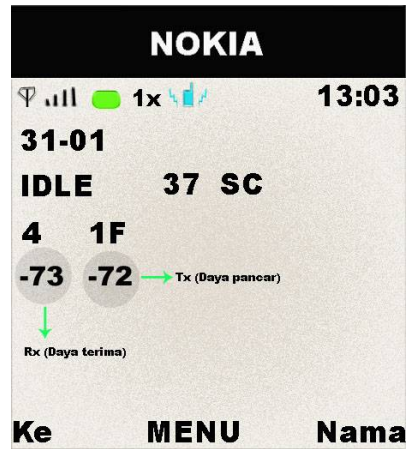 NOKIA
1x 13:03
31-01
IDLE 37 SC
4 1F
-73 -72 Tx (Daya pancar)
Rx (Daya terima)
Ke MENU Nama